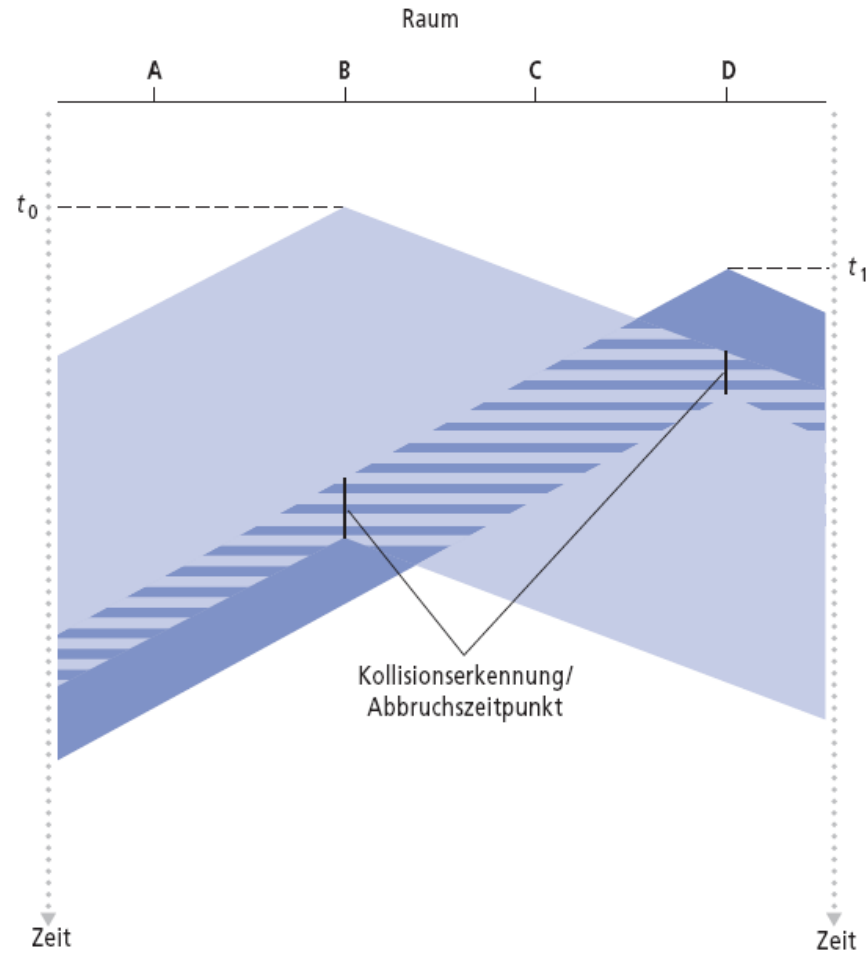 Raum
A B C D
t0
t1
Kollisionserkennung/
Abbruchszeitpunkt
Zeit
Zeit